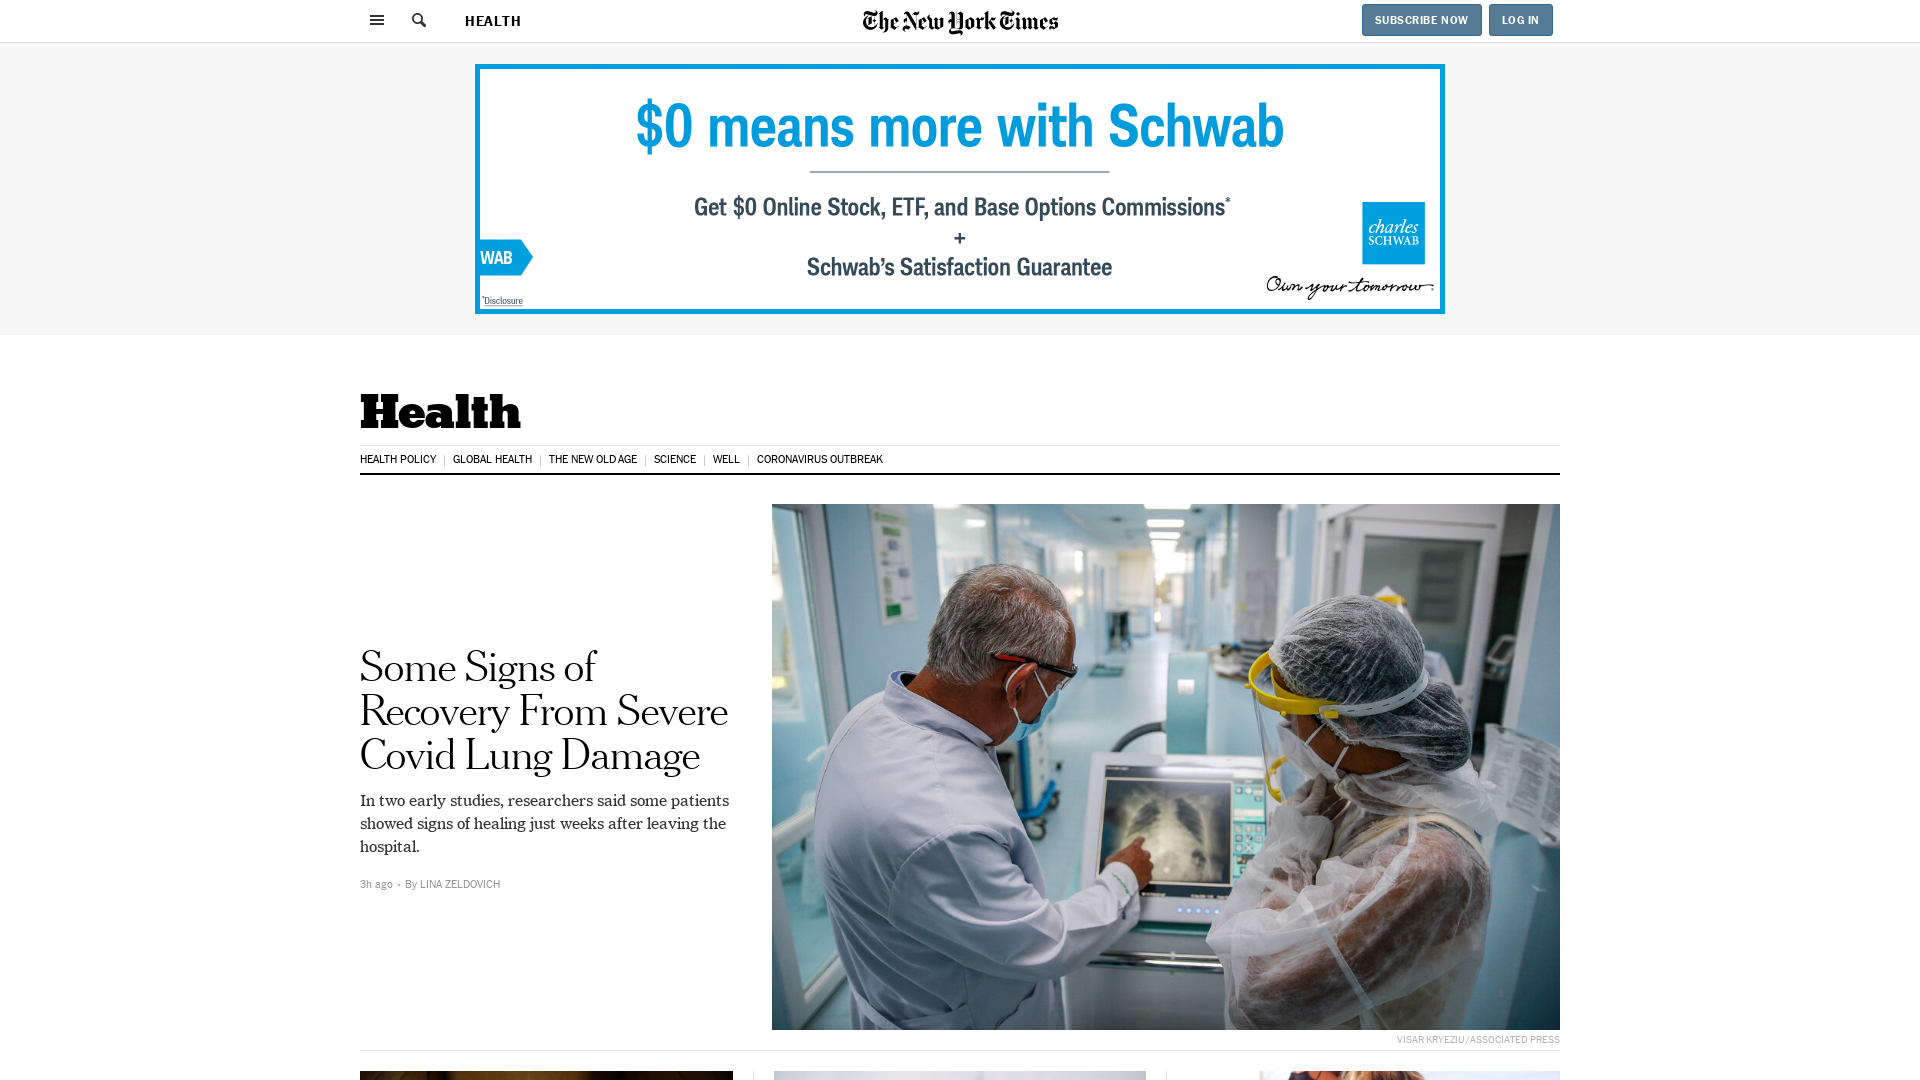 HEALTH
The New York Times
SUBSCRIBE NOW
LOG IN
$0 means more with Schwab
Get $0 Online Stock, ETF, and Base Options Commissions*
+
Schwab's Satisfaction Guarantee
WAB
*Disclosure
charles
SCHWAB
Own your tomorrow.
Health
HEALTH POLICY
GLOBAL HEALTH
THE NEW OLD AGE
SCIENCE
WELL
CORONAVIRUS OUTBREAK
Some Signs of
Recovery From Severe
Covid Lung Damage
In two early studies, researchers said some patients
showed signs of healing just weeks after leaving the
hospital.
3h ago • By LINA ZELDOVICH
VISAR KRYEZIU/ASSOCIATED PRESS